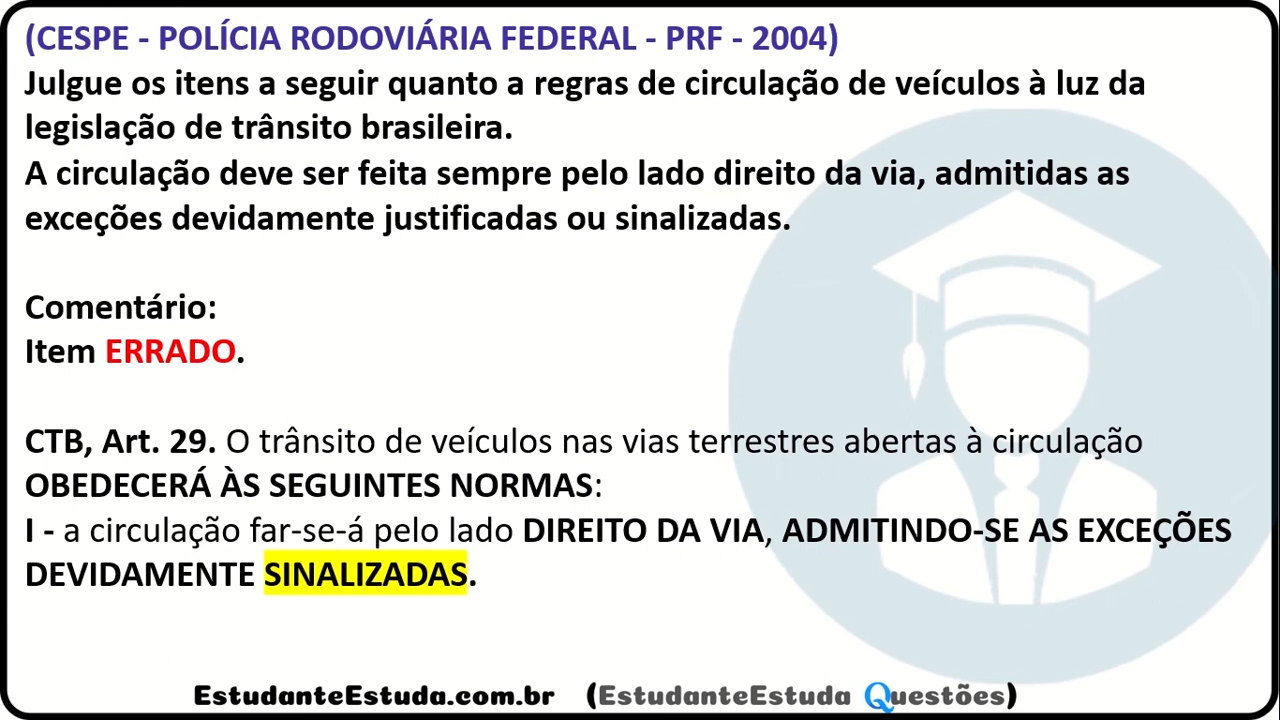 (CESPE - POLÍCIA RODOVIÁRIA FEDERAL - PRF - 2004)
Julgue os itens a seguir quanto a regras de circulação de veículos à luz da
legislação de trânsito brasileira.
A circulação deve ser feita sempre pelo lado direito da via, admitidas as
exceções devidamente justificadas ou sinalizadas.
Comentário:
Item ERRADO.
CTB, Art. 29. O trânsito de veículos nas vias terrestres abertas à circulação
OBEDECERÁ ÀS SEGUINTES NORMAS:
I - a circulação far-se-á pelo lado DIREITO DA VIA, ADMITINDO-SE AS EXCEÇÕES
DEVIDAMENTE SINALIZADAS.
EstudanteEstuda.com.br (EstudanteEstuda Questões)